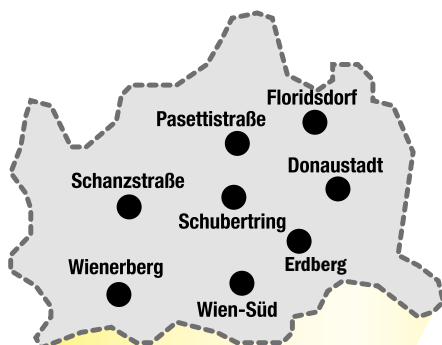 Floridsdorf
Pasettistraße
Donaustadt
Schanzstraße
Schubertring
Erdberg
Wienerberg
Wien-Süd